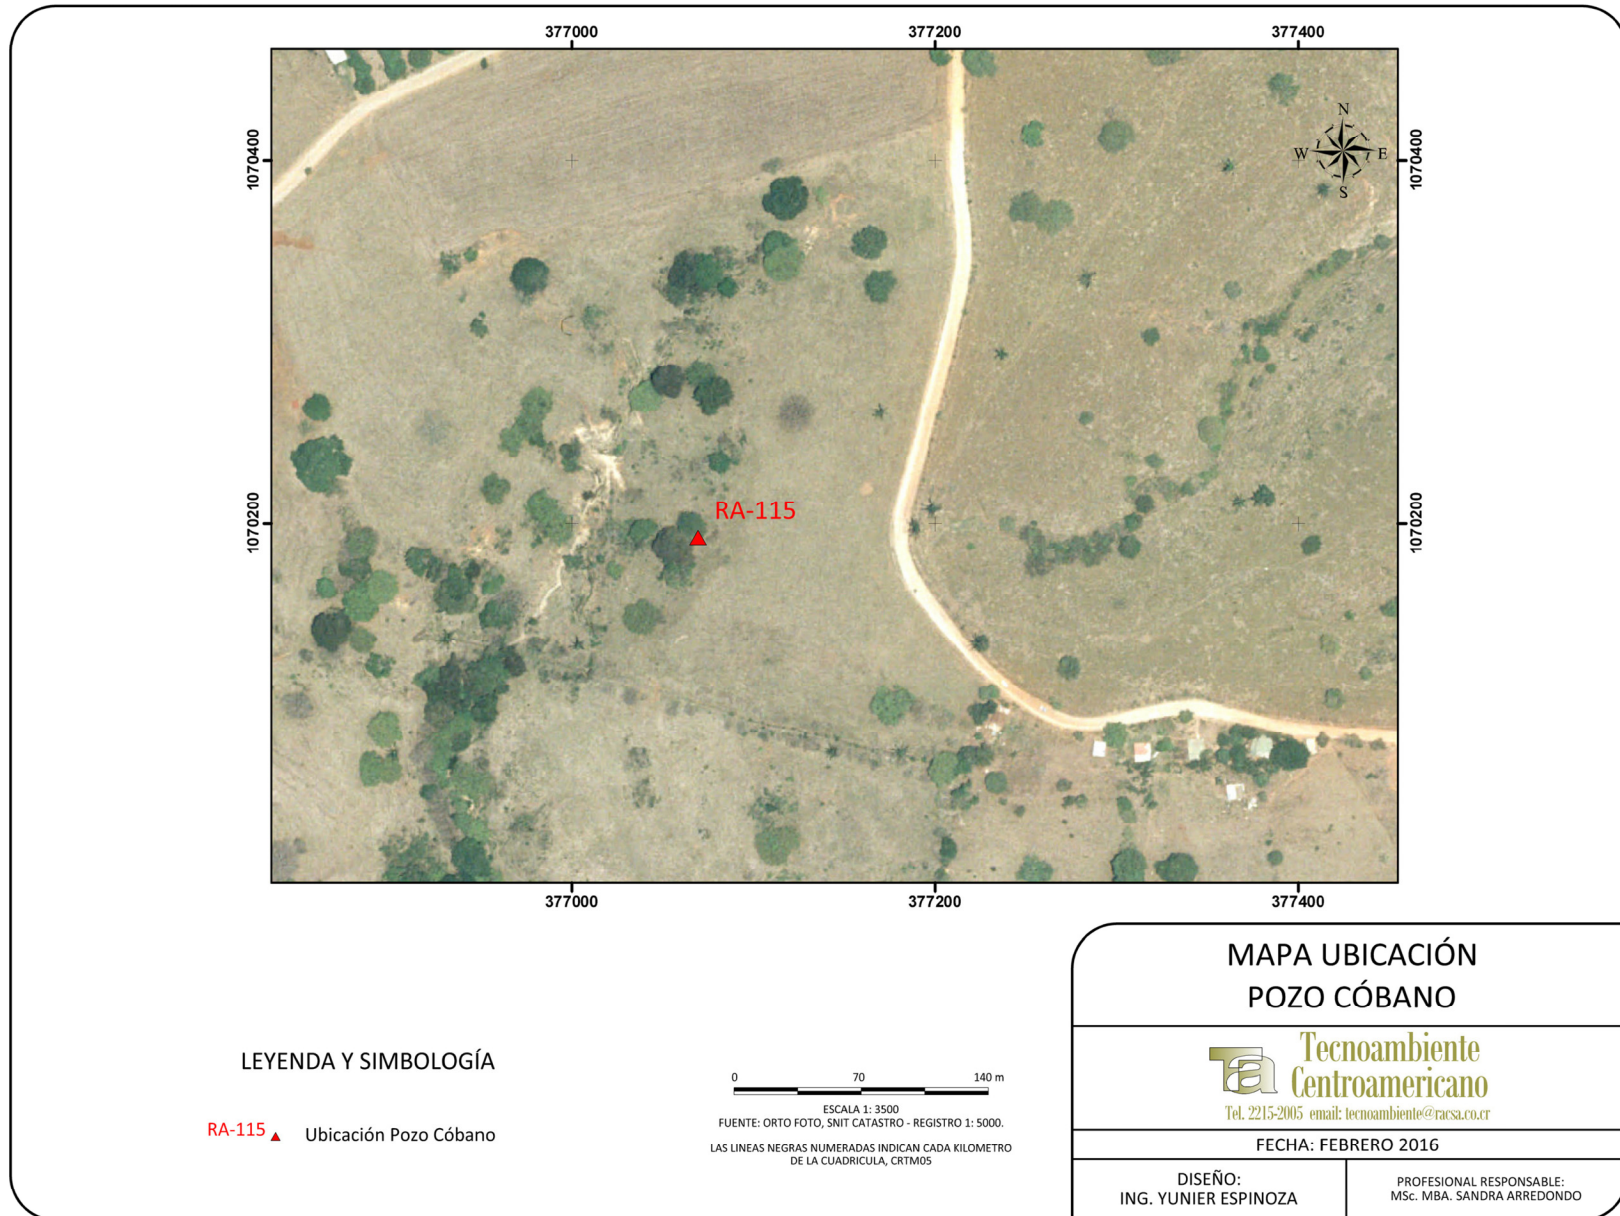 377000
377200
377400
1070400
1070400
N
W
E
S
RA-115
1070200
1070200
377000
377200
377400
LEYENDA Y SIMBOLOGÍA
RA-115
Ubicación Pozo Cóbano
0 70 140 m
ESCALA 1: 3500
FUENTE: ORTO FOTO, SNIT CATASTRO - REGISTRO 1: 5000.
LAS LINEAS NEGRAS NUMERADAS INDICAN CADA KILOMETRO
DE LA CUADRICULA, CRTM05
MAPA UBICACIÓN
POZO CÓBANO
Ta
Tecnoambiente
Centroamericano
Tel. 2215-2005 email: tecnoambiente@racsa.co.cr
FECHA: FEBRERO 2016
DISEÑO:
ING. YUNIER ESPINOZA
PROFESIONAL RESPONSABLE:
MSc. MBA. SANDRA ARREDONDO